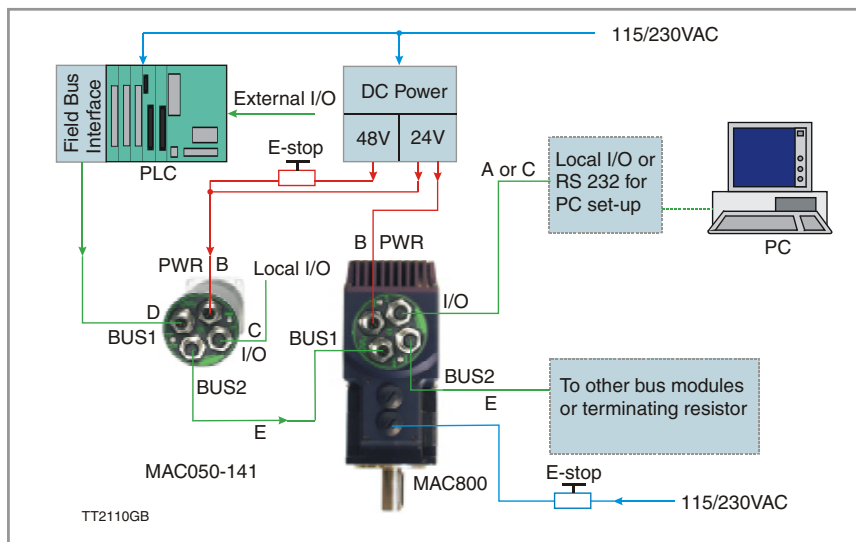 115/230VAC
Field Bus
Interface
PLC
External I/O
DC Power
48V
24V
E-stop
A or C
Local I/O or
RS 232 for
PC set-up
PC
B
PWR
PWR
B
Local I/O
I/O
D
BUS1
C
I/O
BUS1
BUS2
BUS2
E
E
To other bus modules
or terminating resistor
MAC050-141
MAC800
E-stop
115/230VAC
TT2110GB